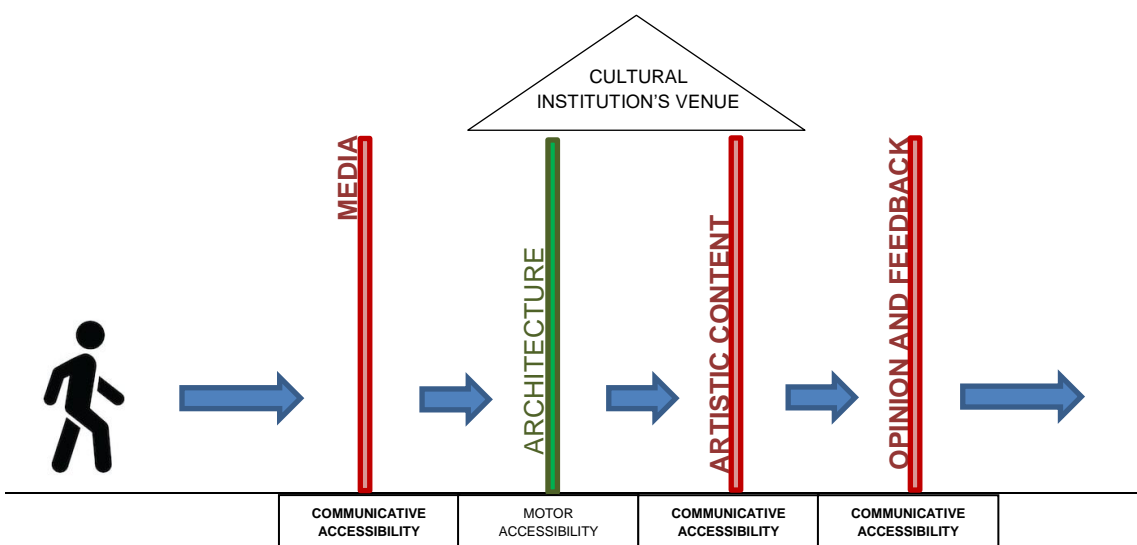 CULTURAL
INSTITUTION'S VENUE
MEDIA
ARCHITECTURE
ARTISTIC CONTENT
OPINION AND FEEDBACK
COMMUNICATIVE
ACCESSIBILITY
MOTOR
ACCESSIBILITY
COMMUNICATIVE
ACCESSIBILITY
COMMUNICATIVE
ACCESSIBILITY